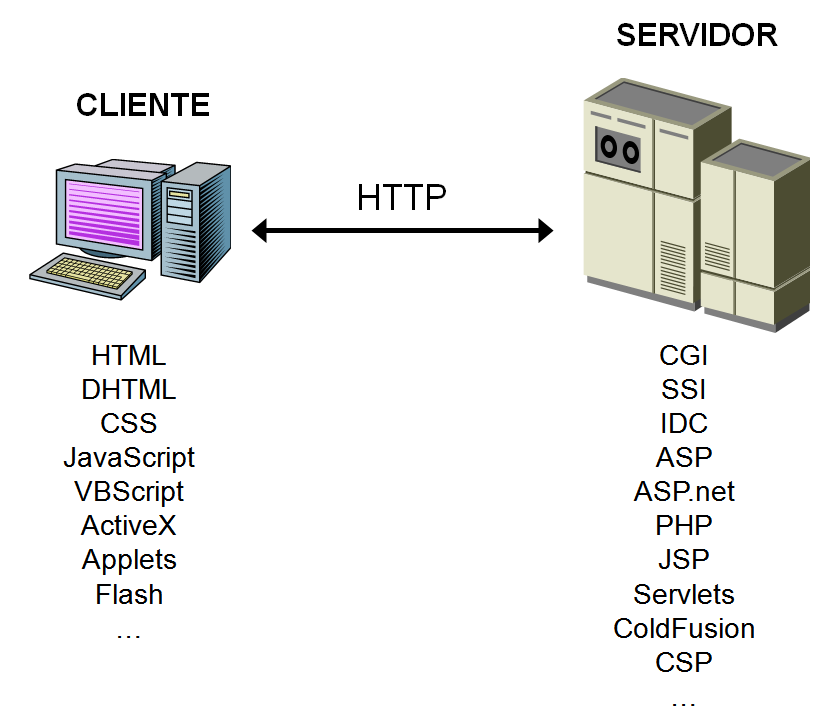 SERVIDOR
CLIENTE
HTTP
HTML
DHTML
CSS
JavaScript
VBScript
ActiveX
Applets
Flash
...
CGI
SSI
IDC
ASP
ASP.net
PHP
JSP
Servlets
ColdFusion
CSP
...